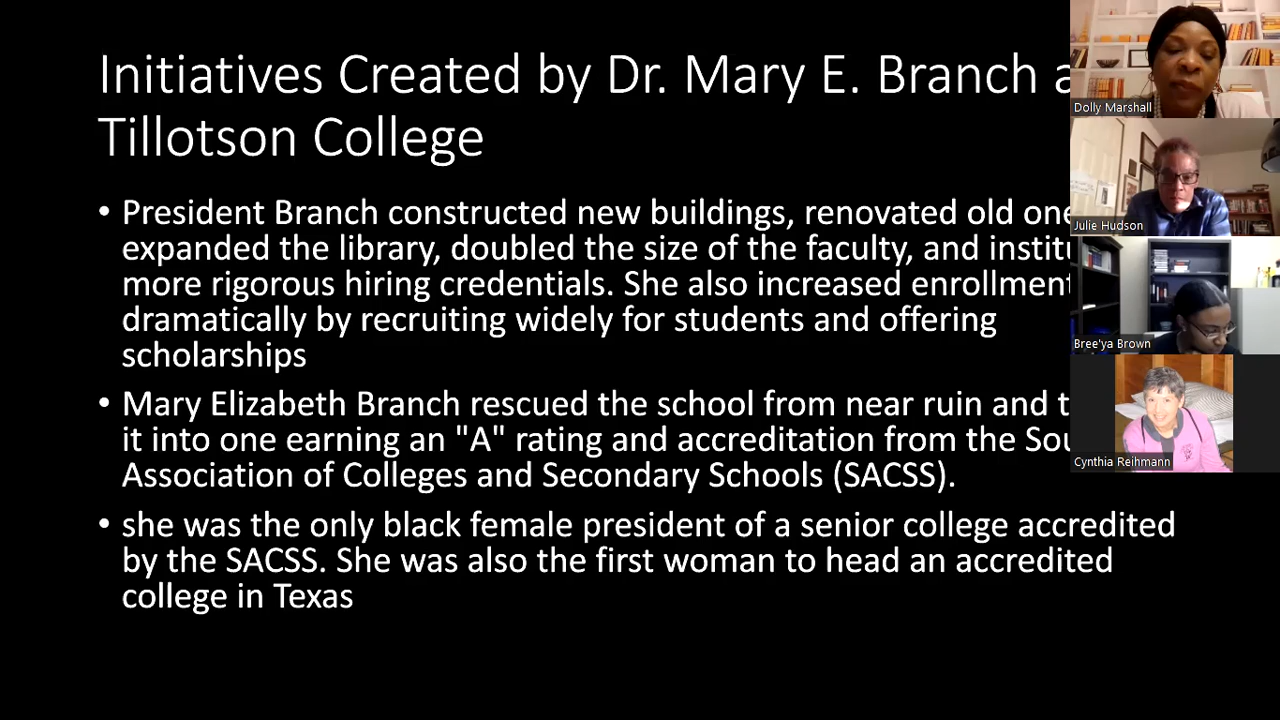 Initiatives Created by Dr. Mary E. Branch
Tillotson College
• President Branch constructed new buildings, renovated old
expanded the library, doubled the size of the faculty, and
more rigorous hiring credentials. She also increased enrollment
dramatically by recruiting widely for students and offering
scholarships
• Mary Elizabeth Branch rescued the school from near ruin and
it into one earning an "A" rating and accreditation from the
Association of Colleges and Secondary Schools (SACSS).
• she was the only black female president of a senior college accredited
by the SACSS. She was also the first woman to head an accredited
college in Texas
Dolly Marshall
Julie Hudson
Bree'ya Brown
Cynthia Reihmann